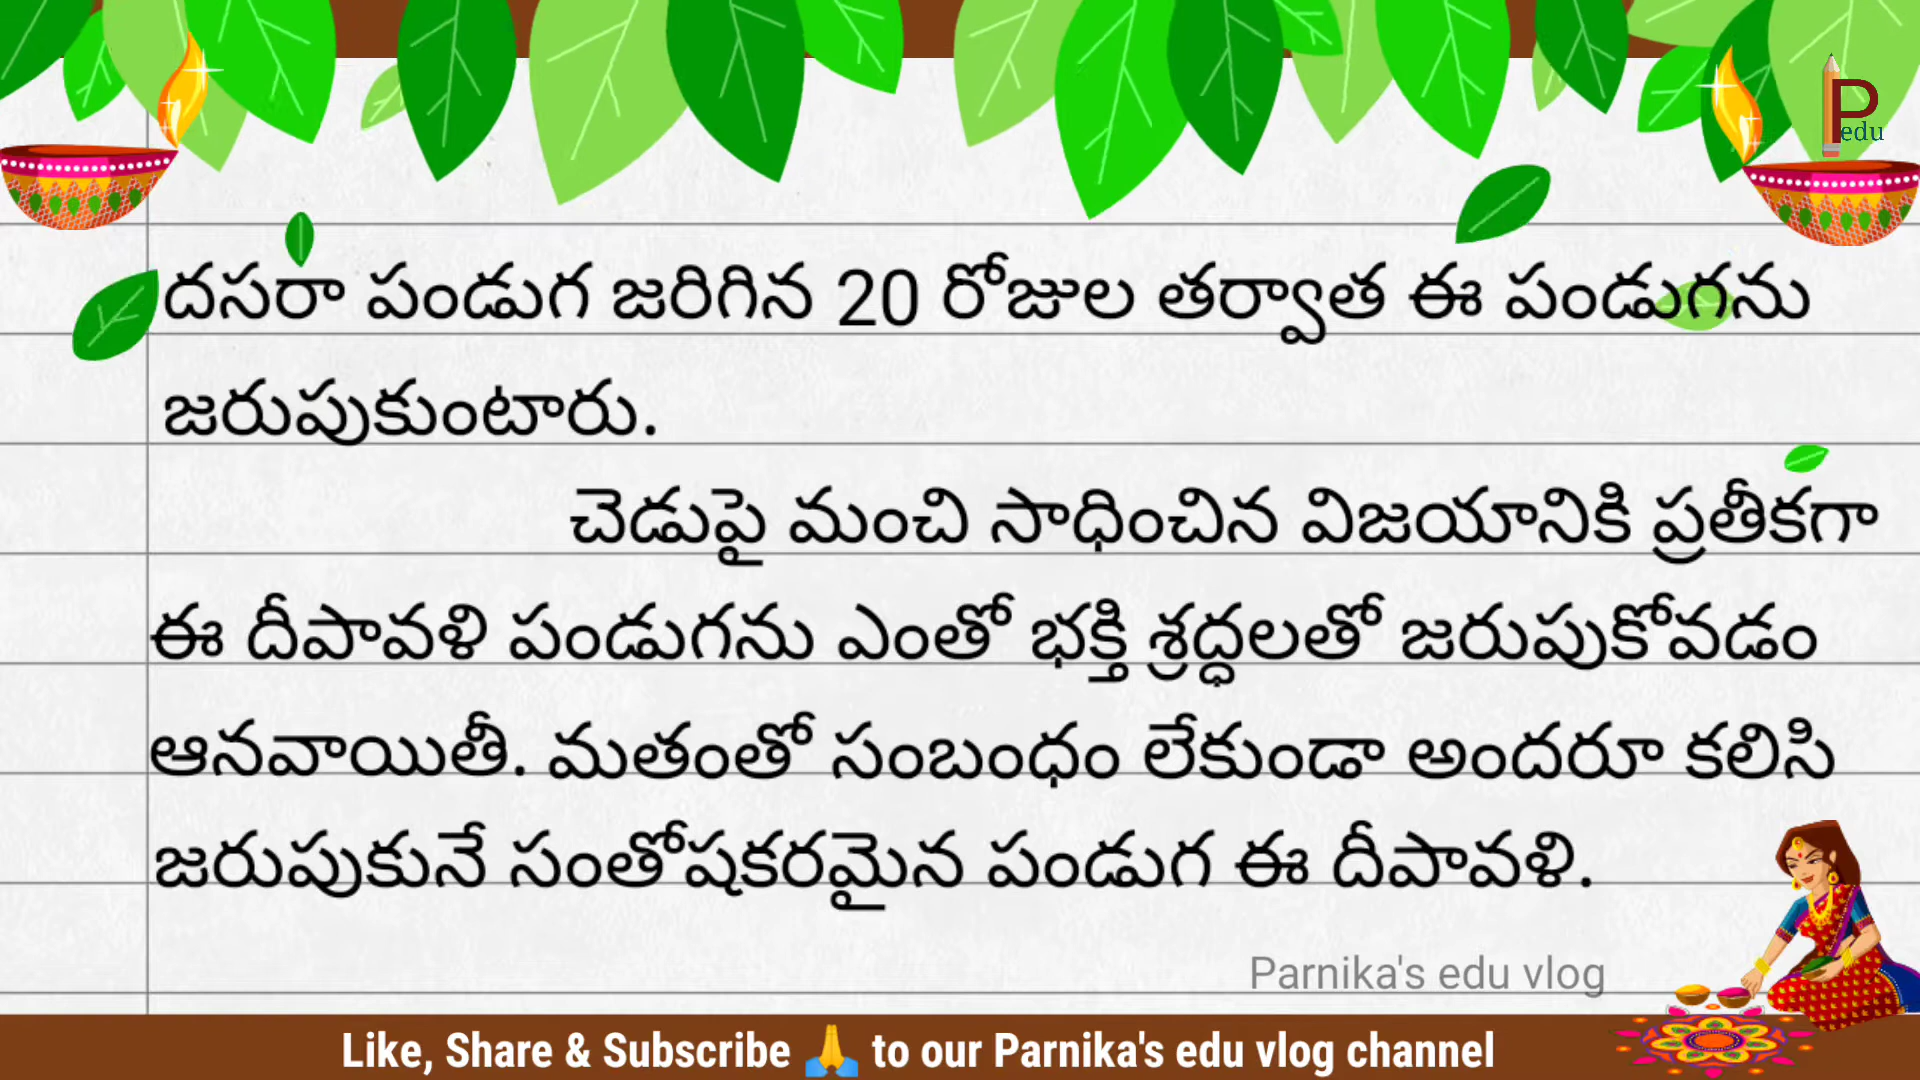 P
edu
దసరా పండుగ జరిగిన 20 రోజుల తర్వాత ఈ పండుగను
జరుపుకుంటారు.
చెడుపై మంచి సాధించిన విజయానికి ప్రతీకగా
ఈ దీపావళి పండుగను ఎంతో భక్తి శ్రద్ధలతో జరుపుకోవడం
ఆనవాయితీ. మతంతో సంబంధం లేకుండా అందరూ కలిసి
జరుపుకునే సంతోషకరమైన పండుగ ఈ దీపావళి.
Parnika's edu vlog
Like, Share & Subscribe 🙏 to our Parnika's edu vlog channel